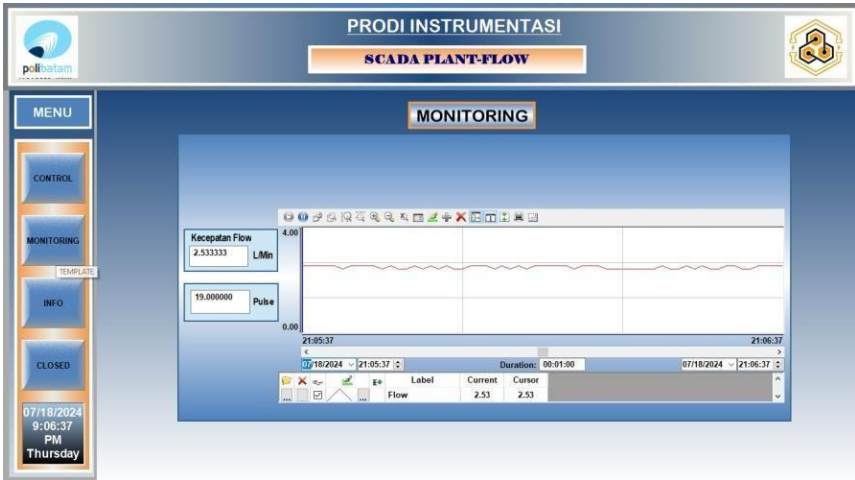 PRODI INSTRUMENTASI
SCADA PLANT-FLOW
polibatam
MENU
MONITORING
CONTROL
MONITORING
TEMPLATE
INFO
CLOSED
07/18/2024
9:06:37
PM
Thursday
Kecepatan Flow
2.533333 L/Min
19.000000 Pulse
4.00
0.00
21:05:37 21:06:37
07/18/2024 21:05:37 Duration: 00:01:00 07/18/2024 21:06:37
Label Current Cursor
Flow 2.53 2.53